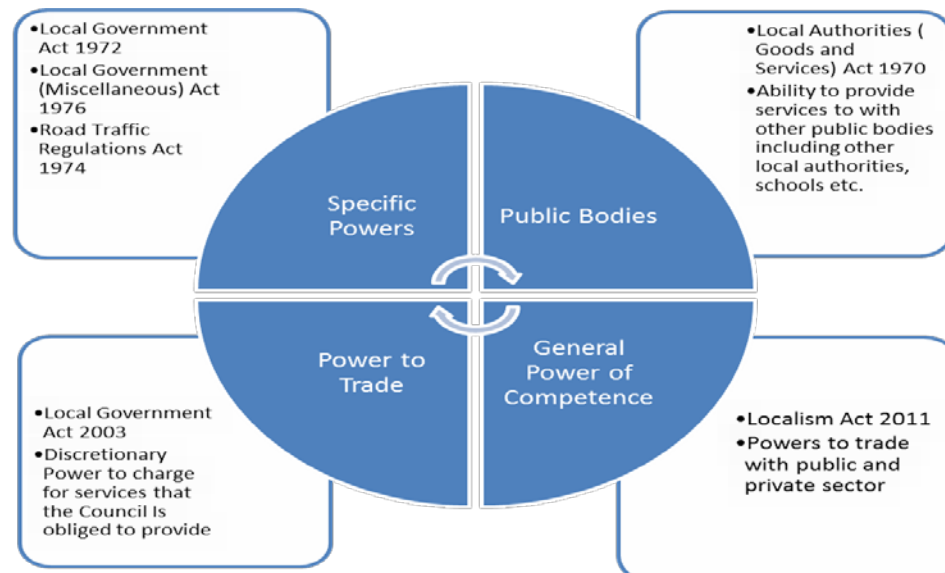 •Local Government
Act 1972
•Local Government
(Miscellaneous) Act
1976
•Road Traffic
Regulations Act
1974
•Local Authorities (
Goods and
Services) Act 1970
•Ability to provide
services to with
other public bodies
including other
local authorities,
schools etc.
Specific
Powers
Public Bodies
Power to
Trade
General
Power of
Competence
•Local Government
Act 2003
•Discretionary
Power to charge
for services that
the Council Is
obliged to provide
•Localism Act 2011
•Powers to trade
with public and
private sector